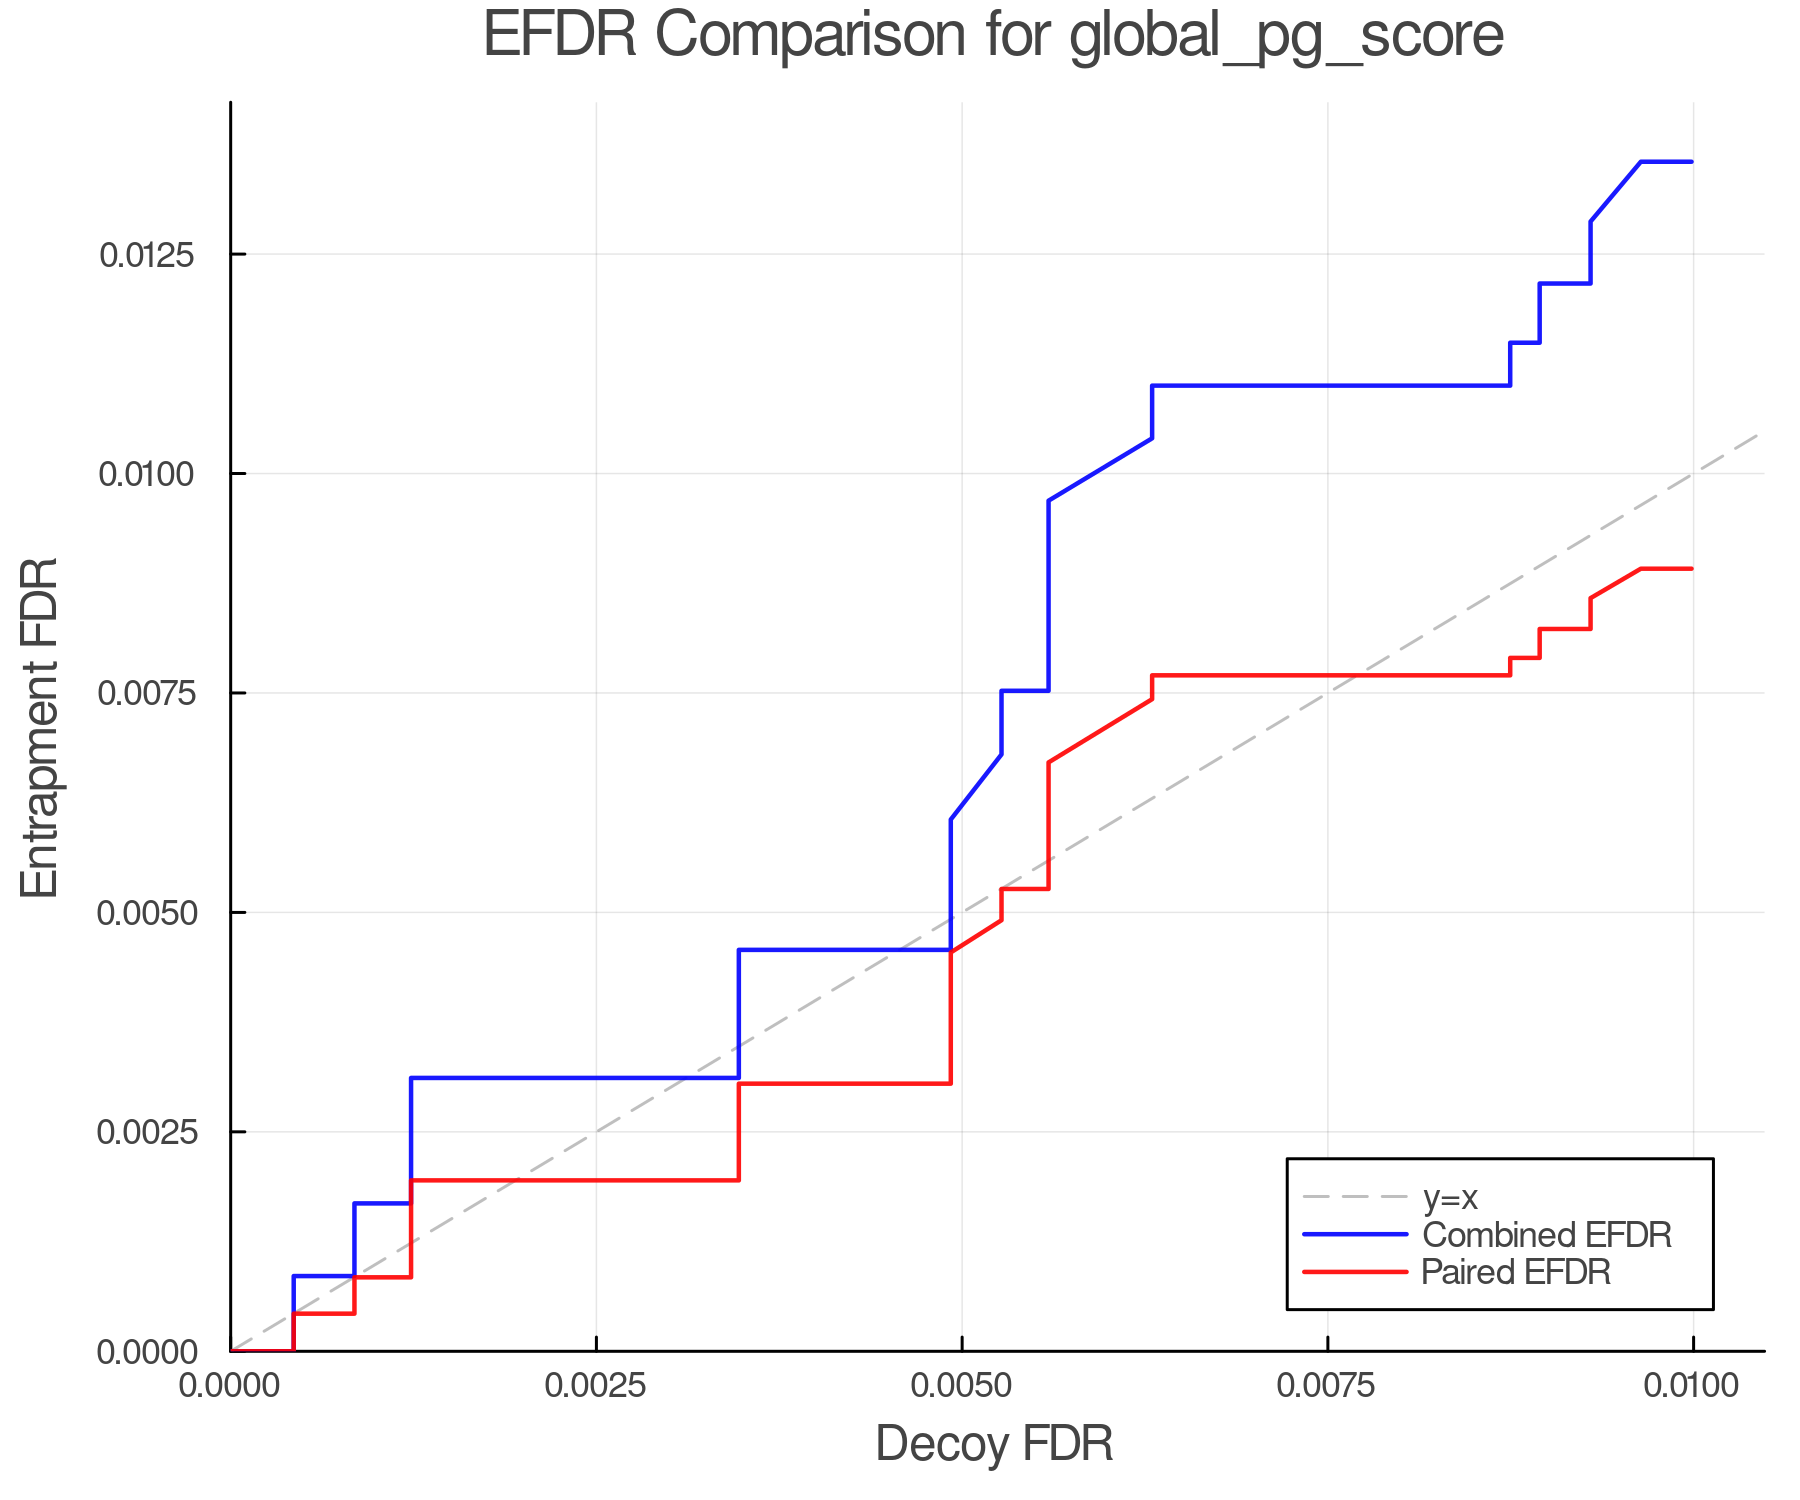 EFDR Comparison for global_pg_score
Entrapment FDR
0.0125
0.0100
0.0075
0.0050
0.0025
0.0000
0.0000 0.0025 0.0050 0.0075 0.0100
Decoy FDR
y=x
Combined EFDR
Paired EFDR